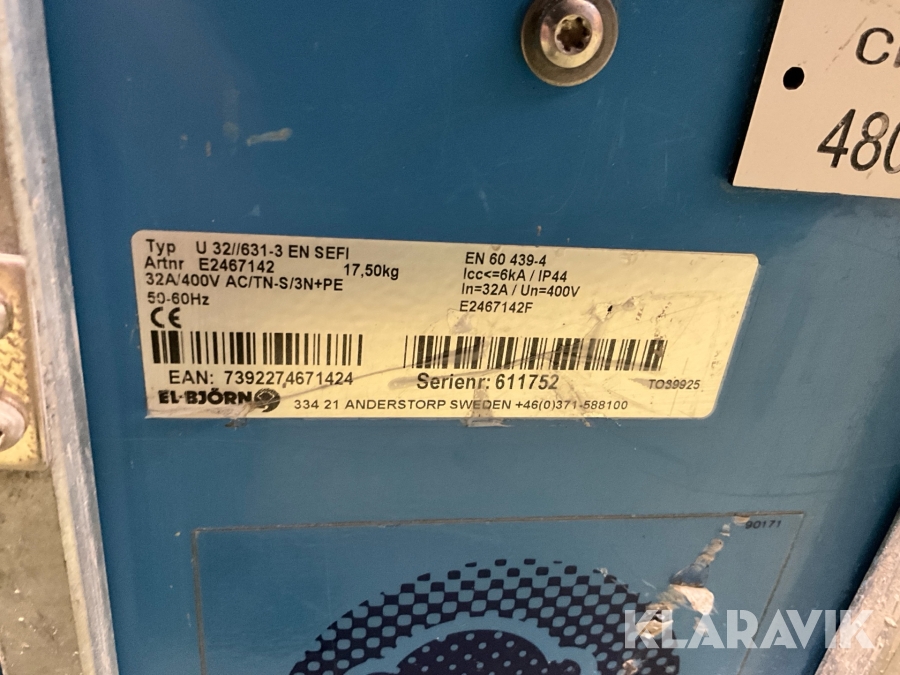 480
Typ U 32//631-3 EN SEFI
Artnr E2467142 17,50kg
32A/400V AC/TN-S/3N+PE
50-60Hz
CE
EN 60 439-4
Icc<=6kA / IP44
In=32A / Un=400V
E2467142F
EAN: 7392274671424
Serienr: 611752
TO39925
EL-BJÖRN 334 21 ANDERSTORP SWEDEN +46(0)371-588100
90171
KLARAVIK